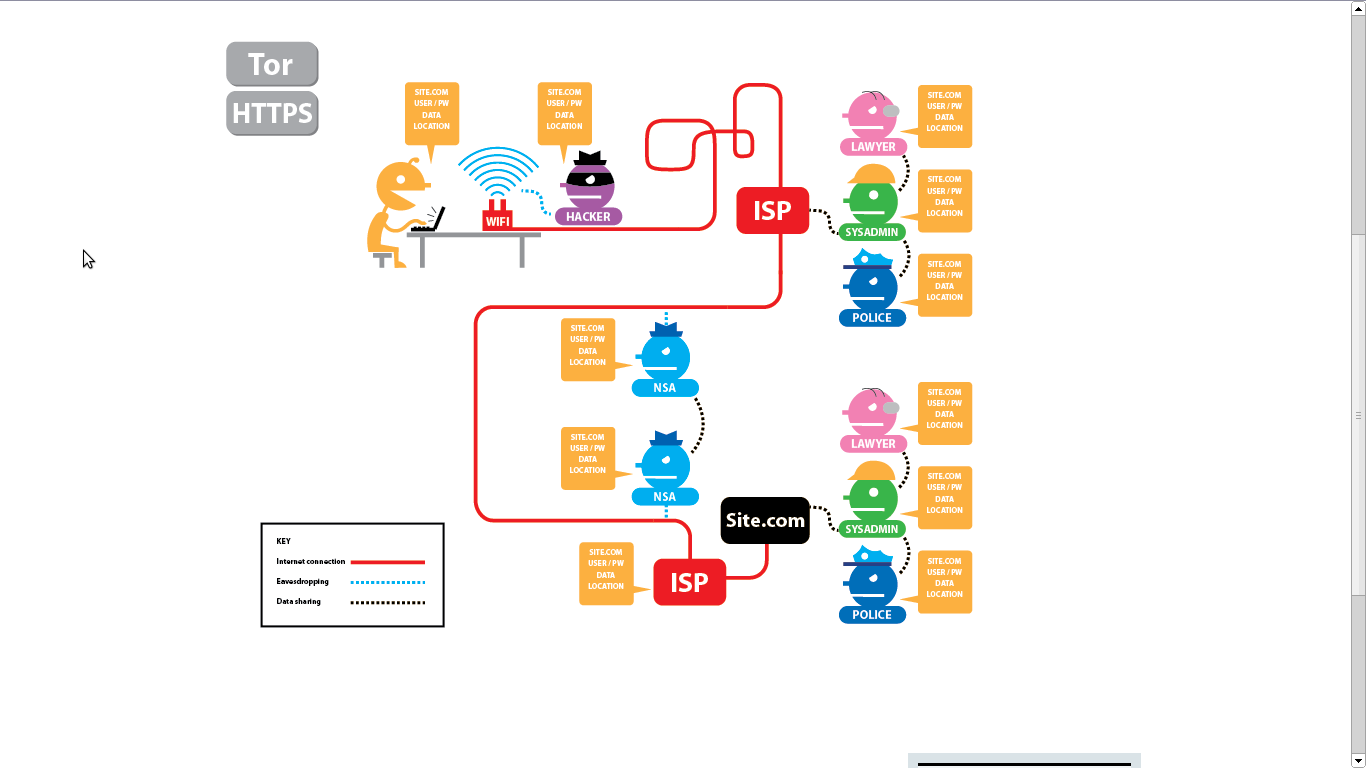 Tor
HTTPS
SITE.COM
USER / PW
DATA
LOCATION
SITE.COM
USER / PW
DATA
LOCATION
WIFI
HACKER
ISP
LAWYER
SITE.COM
USER / PW
DATA
LOCATION
SYSADMIN
SITE.COM
USER / PW
DATA
LOCATION
POLICE
SITE.COM
USER / PW
DATA
LOCATION
SITE.COM
USER / PW
DATA
LOCATION
NSA
SITE.COM
USER / PW
DATA
LOCATION
NSA
LAWYER
SITE.COM
USER / PW
DATA
LOCATION
Site.com
SYSADMIN
SITE.COM
USER / PW
DATA
LOCATION
SITE.COM
USER / PW
DATA
LOCATION
ISP
POLICE
SITE.COM
USER / PW
DATA
LOCATION
KEY
Internet connection
Eavesdropping
Data sharing